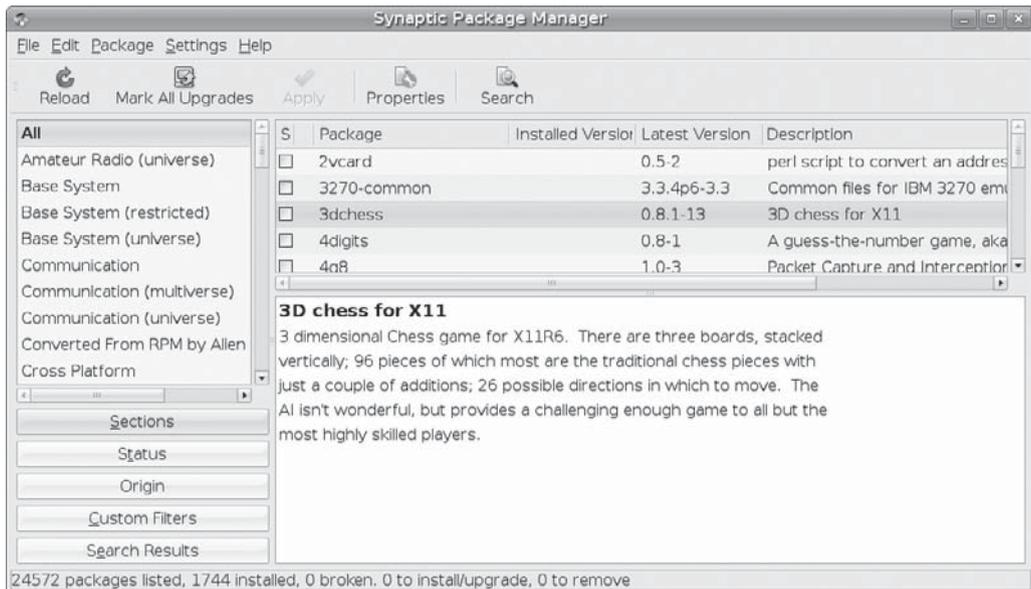 Synaptic Package Manager
File Edit Package Settings Help
Reload Mark All Upgrades Apply Properties Search
All
Amateur Radio (universe)
Base System
Base System (restricted)
Base System (universe)
Communication
Communication (multiverse)
Communication (universe)
Converted From RPM by Alien
Cross Platform
Sections
Status
Origin
Custom Filters
Search Results
S Package Installed Version Latest Version Description
2vcard 0.5-2 perl script to convert an addres
3270-common 3.3.4p6-3.3 Common files for IBM 3270 emu
3dchess 0.8.1-13 3D chess for X11
4digits 0.8-1 A guess-the-number game, aka
4g8 1.0-3 Packet Capture and Interception
3D chess for X11
3 dimensional Chess game for X11R6. There are three boards, stacked
vertically; 96 pieces of which most are the traditional chess pieces with
just a couple of additions; 26 possible directions in which to move. The
AI isn't wonderful, but provides a challenging enough game to all but the
most highly skilled players.
24572 packages listed, 1744 installed, 0 broken. 0 to install/upgrade, 0 to remove